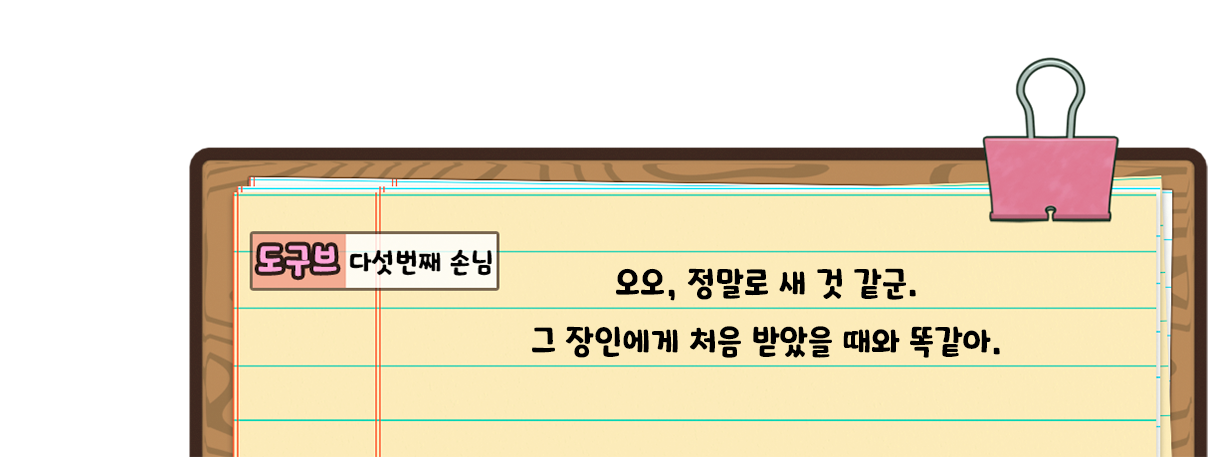 도구브 다섯번째 손님
오오, 정말로 새 것 같군.
그 장인에게 처음 받았을 때와 똑같아.